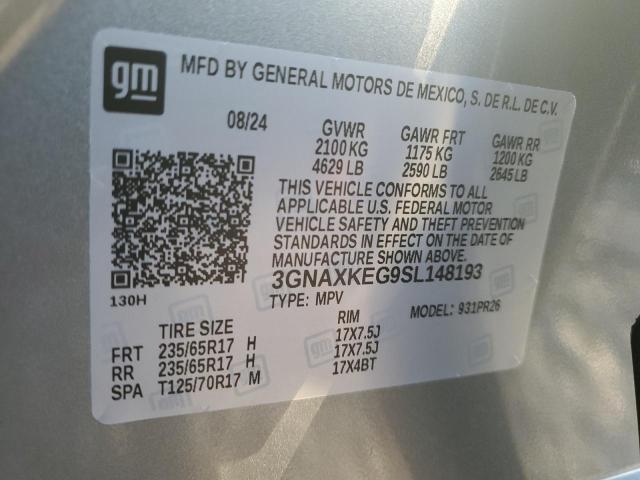 gm
MFD BY GENERAL MOTORS DE MEXICO, S. DE R.L. DE C.V.
08/24 GVWR GAWR FRT GAWR RR
2100 KG 1175 KG 1200 KG
4629 LB 2590 LB 2645 LB
THIS VEHICLE CONFORMS TO ALL
APPLICABLE U.S. FEDERAL MOTOR
VEHICLE SAFETY AND THEFT PREVENTION
STANDARDS IN EFFECT ON THE DATE OF
MANUFACTURE SHOWN ABOVE.
3GNAXKEG9SL148193
130H TYPE: MPV MODEL: 931PR26
TIRE SIZE RIM
FRT 235/65R17 H 17X7.5J
RR 235/65R17 H 17X7.5J
SPA T125/70R17 M 17X4BT